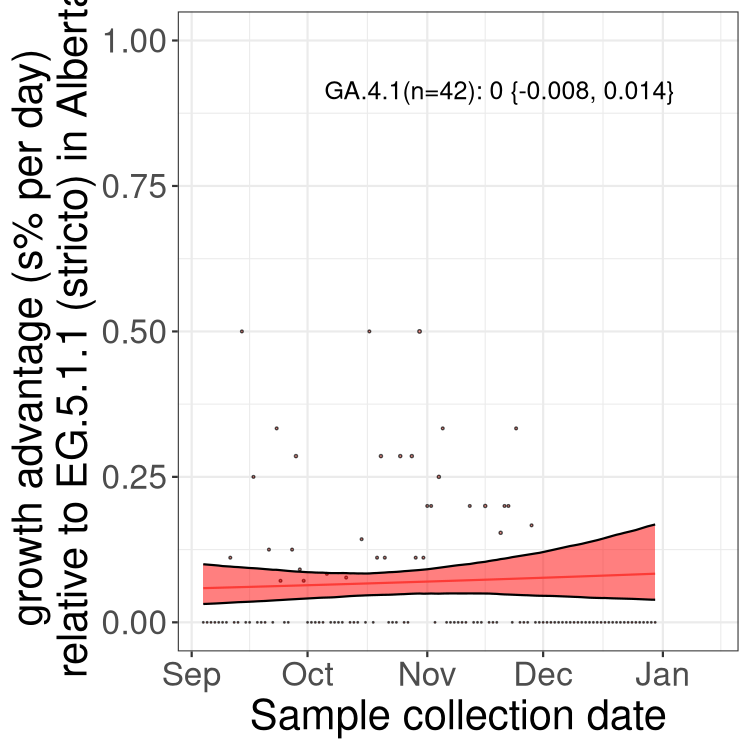 growth advantage (s% per day)
relative to EG.5.1.1 (stricto) in Alberta
1.00
0.75
0.50
0.25
0.00
GA.4.1(n=42): 0 {-0.008, 0.014}
Sep Oct Nov Dec Jan
Sample collection date